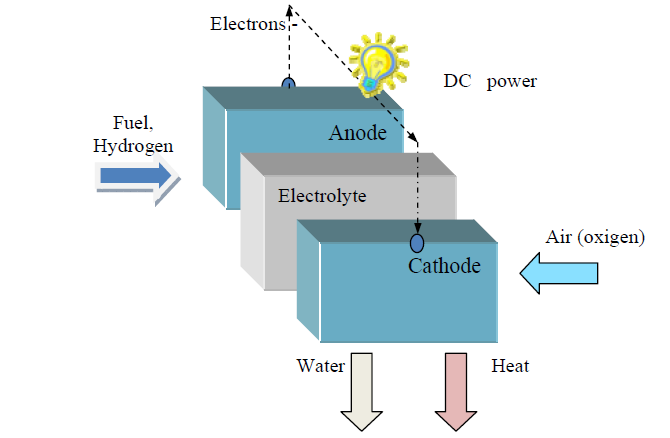 Electrons-
DC power
Fuel,
Hydrogen
Anode
Electrolyte
Air (oxigen)
Cathode
Water
Heat